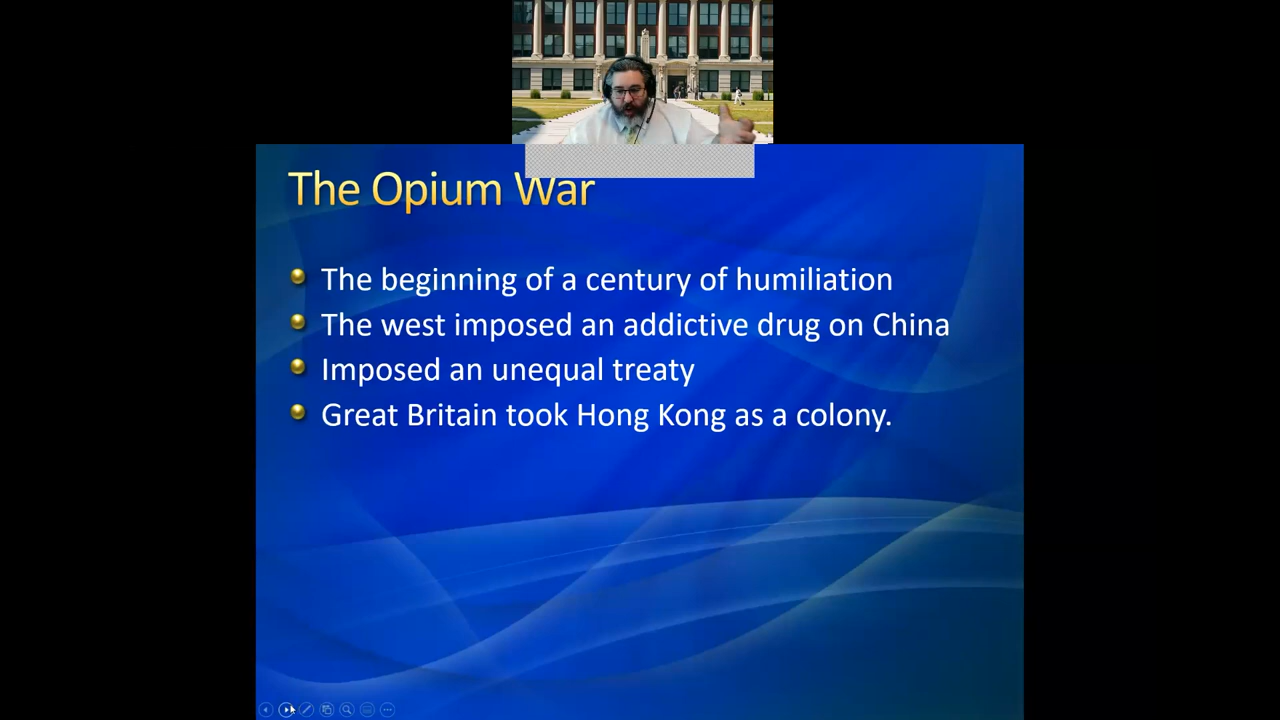 The Opium War
The beginning of a century of humiliation
The west imposed an addictive drug on China
Imposed an unequal treaty
Great Britain took Hong Kong as a colony.